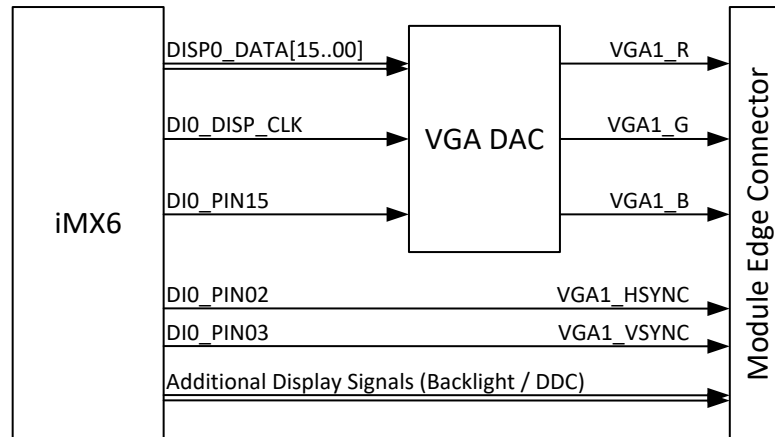 iMX6
DISP0_DATA[15..00]
DI0_DISP_CLK
DI0_PIN15
VGA DAC
VGA1_R
VGA1_G
VGA1_B
DI0_PIN02
VGA1_HSYNC
DI0_PIN03
VGA1_VSYNC
Additional Display Signals (Backlight / DDC)
Module Edge Connector